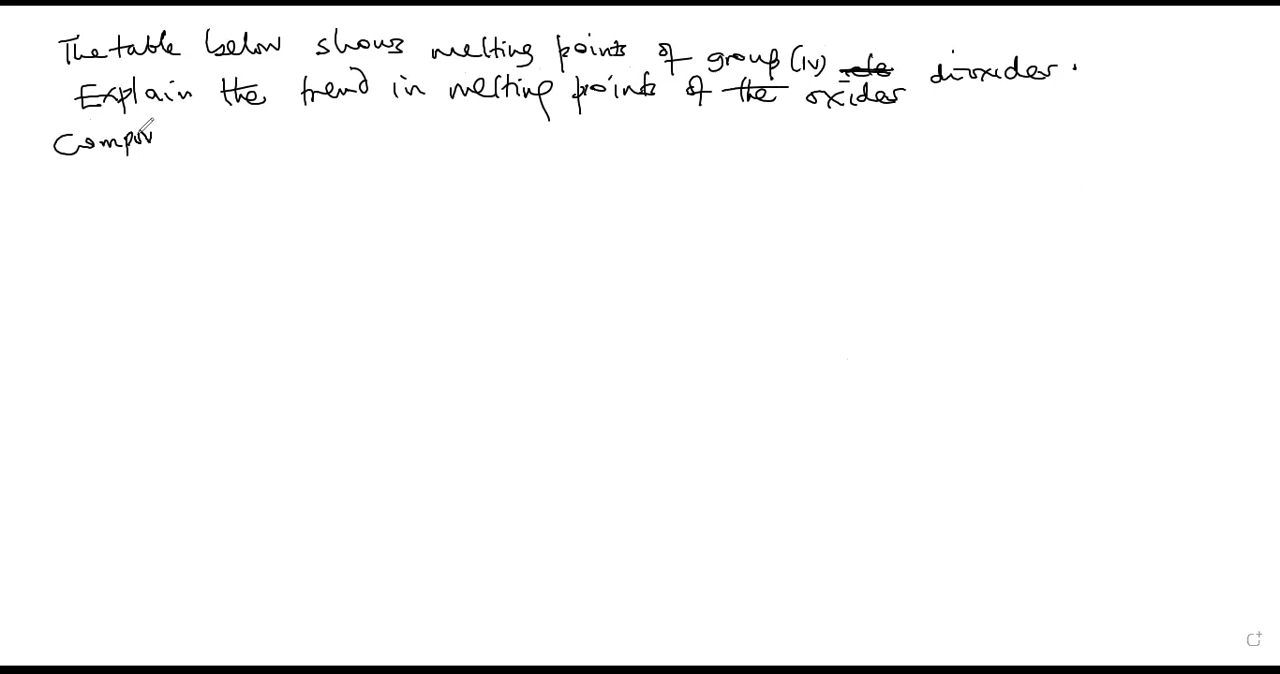 The table below shows melting points of group (IV) dioxides.
Explain the trend in melting points of the oxides
Compou